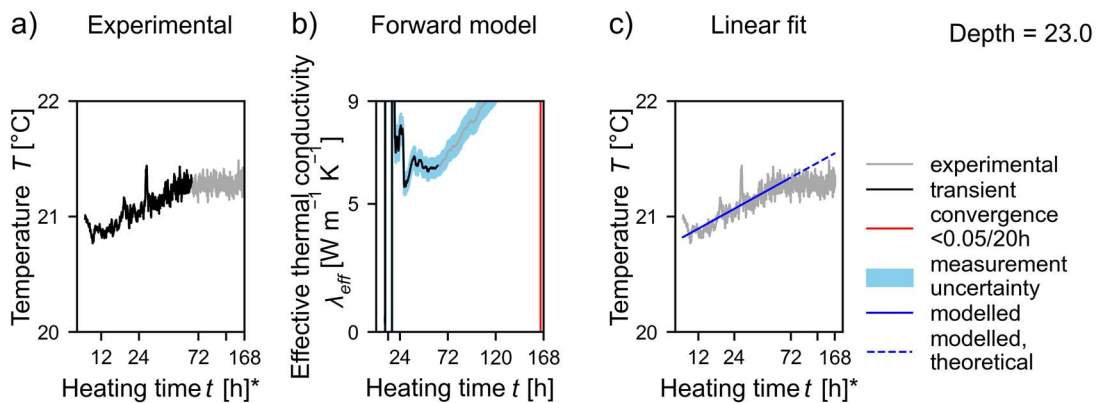 a) Experimental
b) Forward model
c) Linear fit
Depth = 23.0
Temperature T [°C]
22
21
20
12 24 72 168
Heating time t [h]*
Effective thermal conductivity
λeff [W m⁻¹ K⁻¹]
9
5
0
24 72 120 168
Heating time t [h]
Temperature T [°C]
22
21
20
12 24 72 168
Heating time t [h]*
experimental
transient
convergence
<0.05/20h
measurement
uncertainty
modelled
modelled,
theoretical